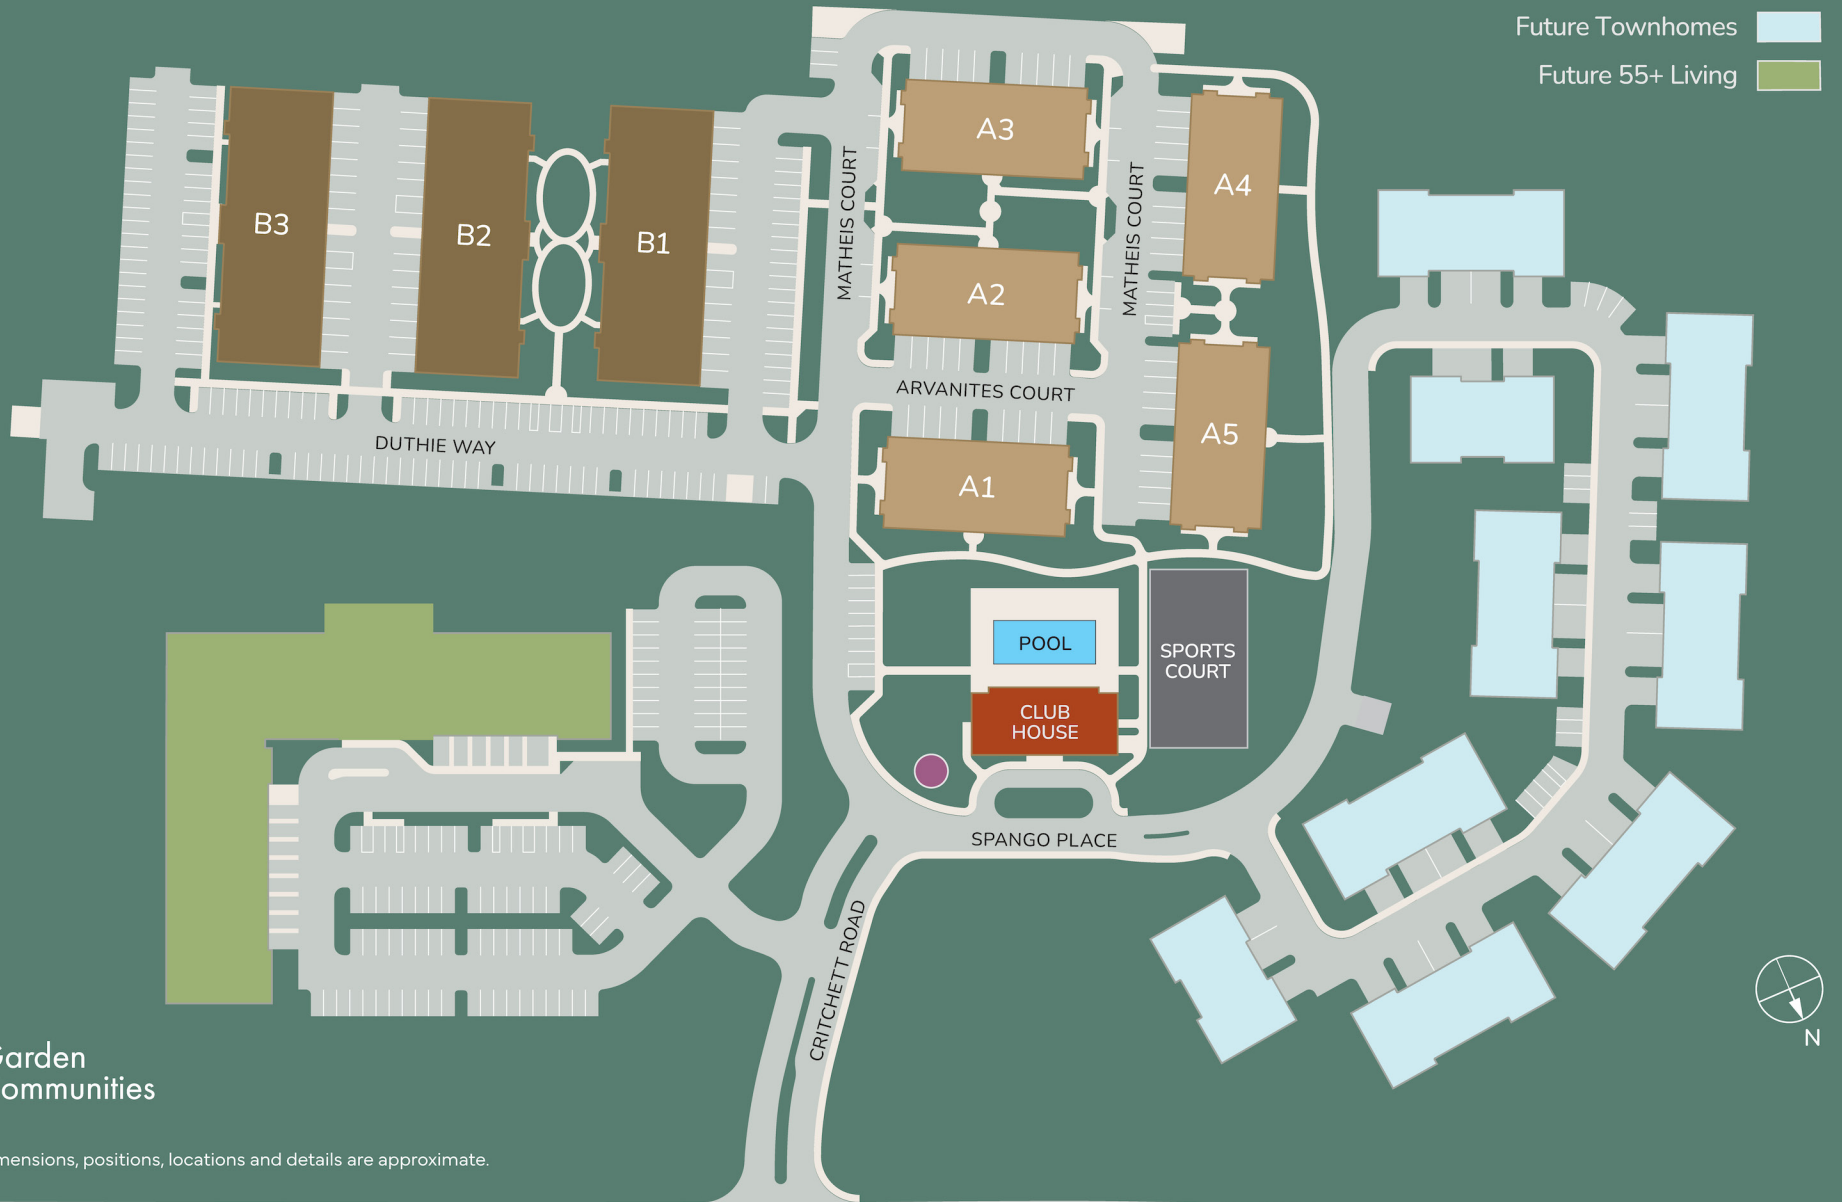 Future Townhomes
Future 55+ Living
A3
A4
B3
B2
B1
MATHEIS COURT
MATHEIS COURT
A2
ARVANITES COURT
A5
DUTHIE WAY
A1
POOL
SPORTS
COURT
CLUB
HOUSE
SPANGO PLACE
CRITCHETT ROAD
N
Garden
ommunities
mensions, positions, locations and details are approximate.